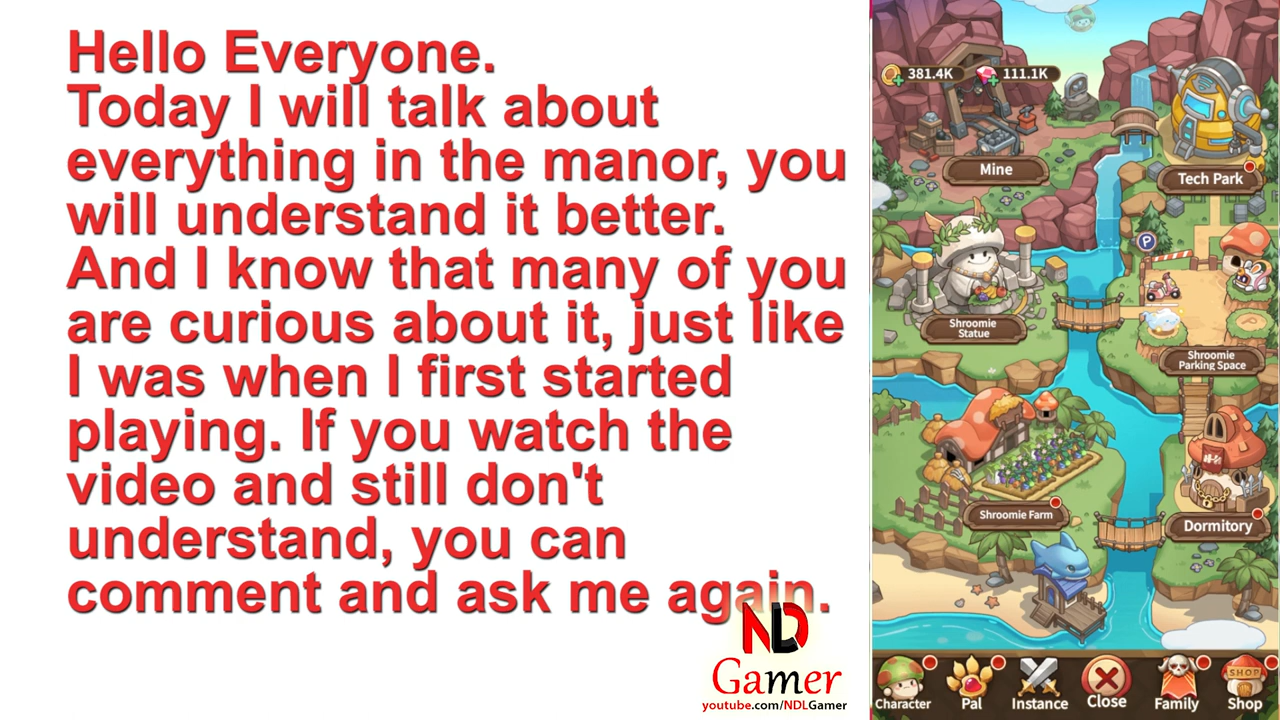 Hello Everyone.
Today I will talk about
everything in the manor, you
will understand it better.
And I know that many of you
are curious about it, just like
I was when I first started
playing. If you watch the
video and still don't
understand, you can
comment and ask me again.
NLD
Gamer
youtube.com/NDLGamer
381.4K
111.1K
Mine
Tech Park
P
Shroomie
Statue
Shroomie
Parking Space
Shroomie Farm
Dormitory
SHOP
Character
Pal
Instance
Close
Family
Shop